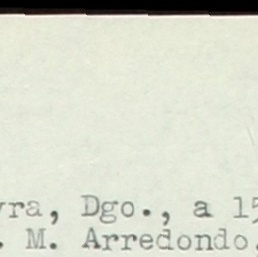 yra, Dgo., a 15
. M. Arredondo.